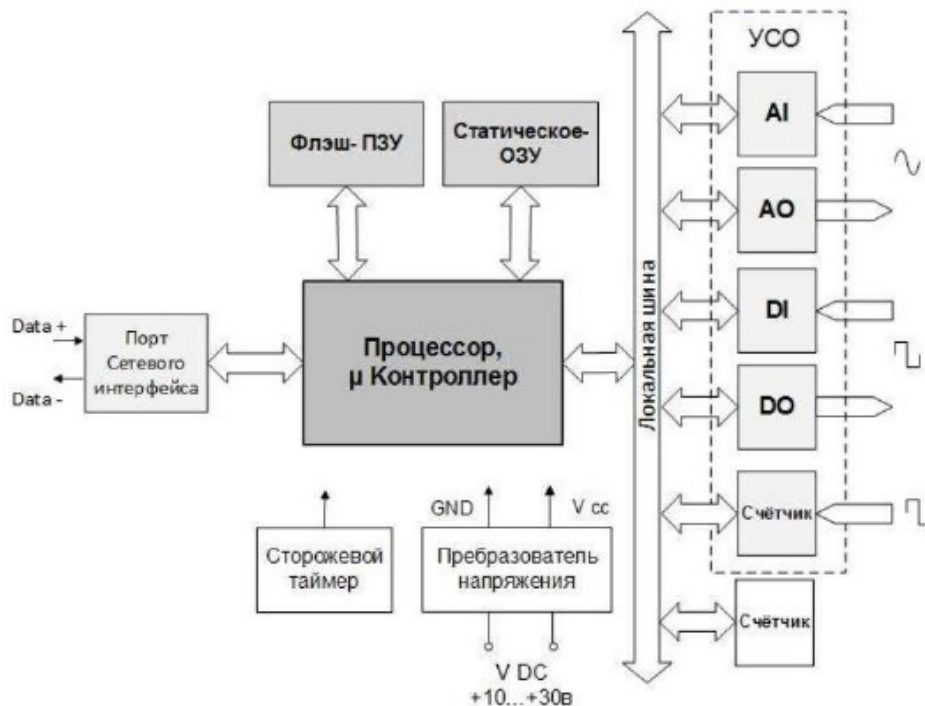 УСО
AI
AO
DI
DO
Счётчик
Счётчик
Локальная шина
Флэш- ПЗУ
Статическое-
ОЗУ
Процессор,
µ Контроллер
Data +
Data -
Порт
Сетевого
интерфейса
Сторожевой
таймер
GND
V cc
Пребразователь
напряжения
V DC
+10...+30в